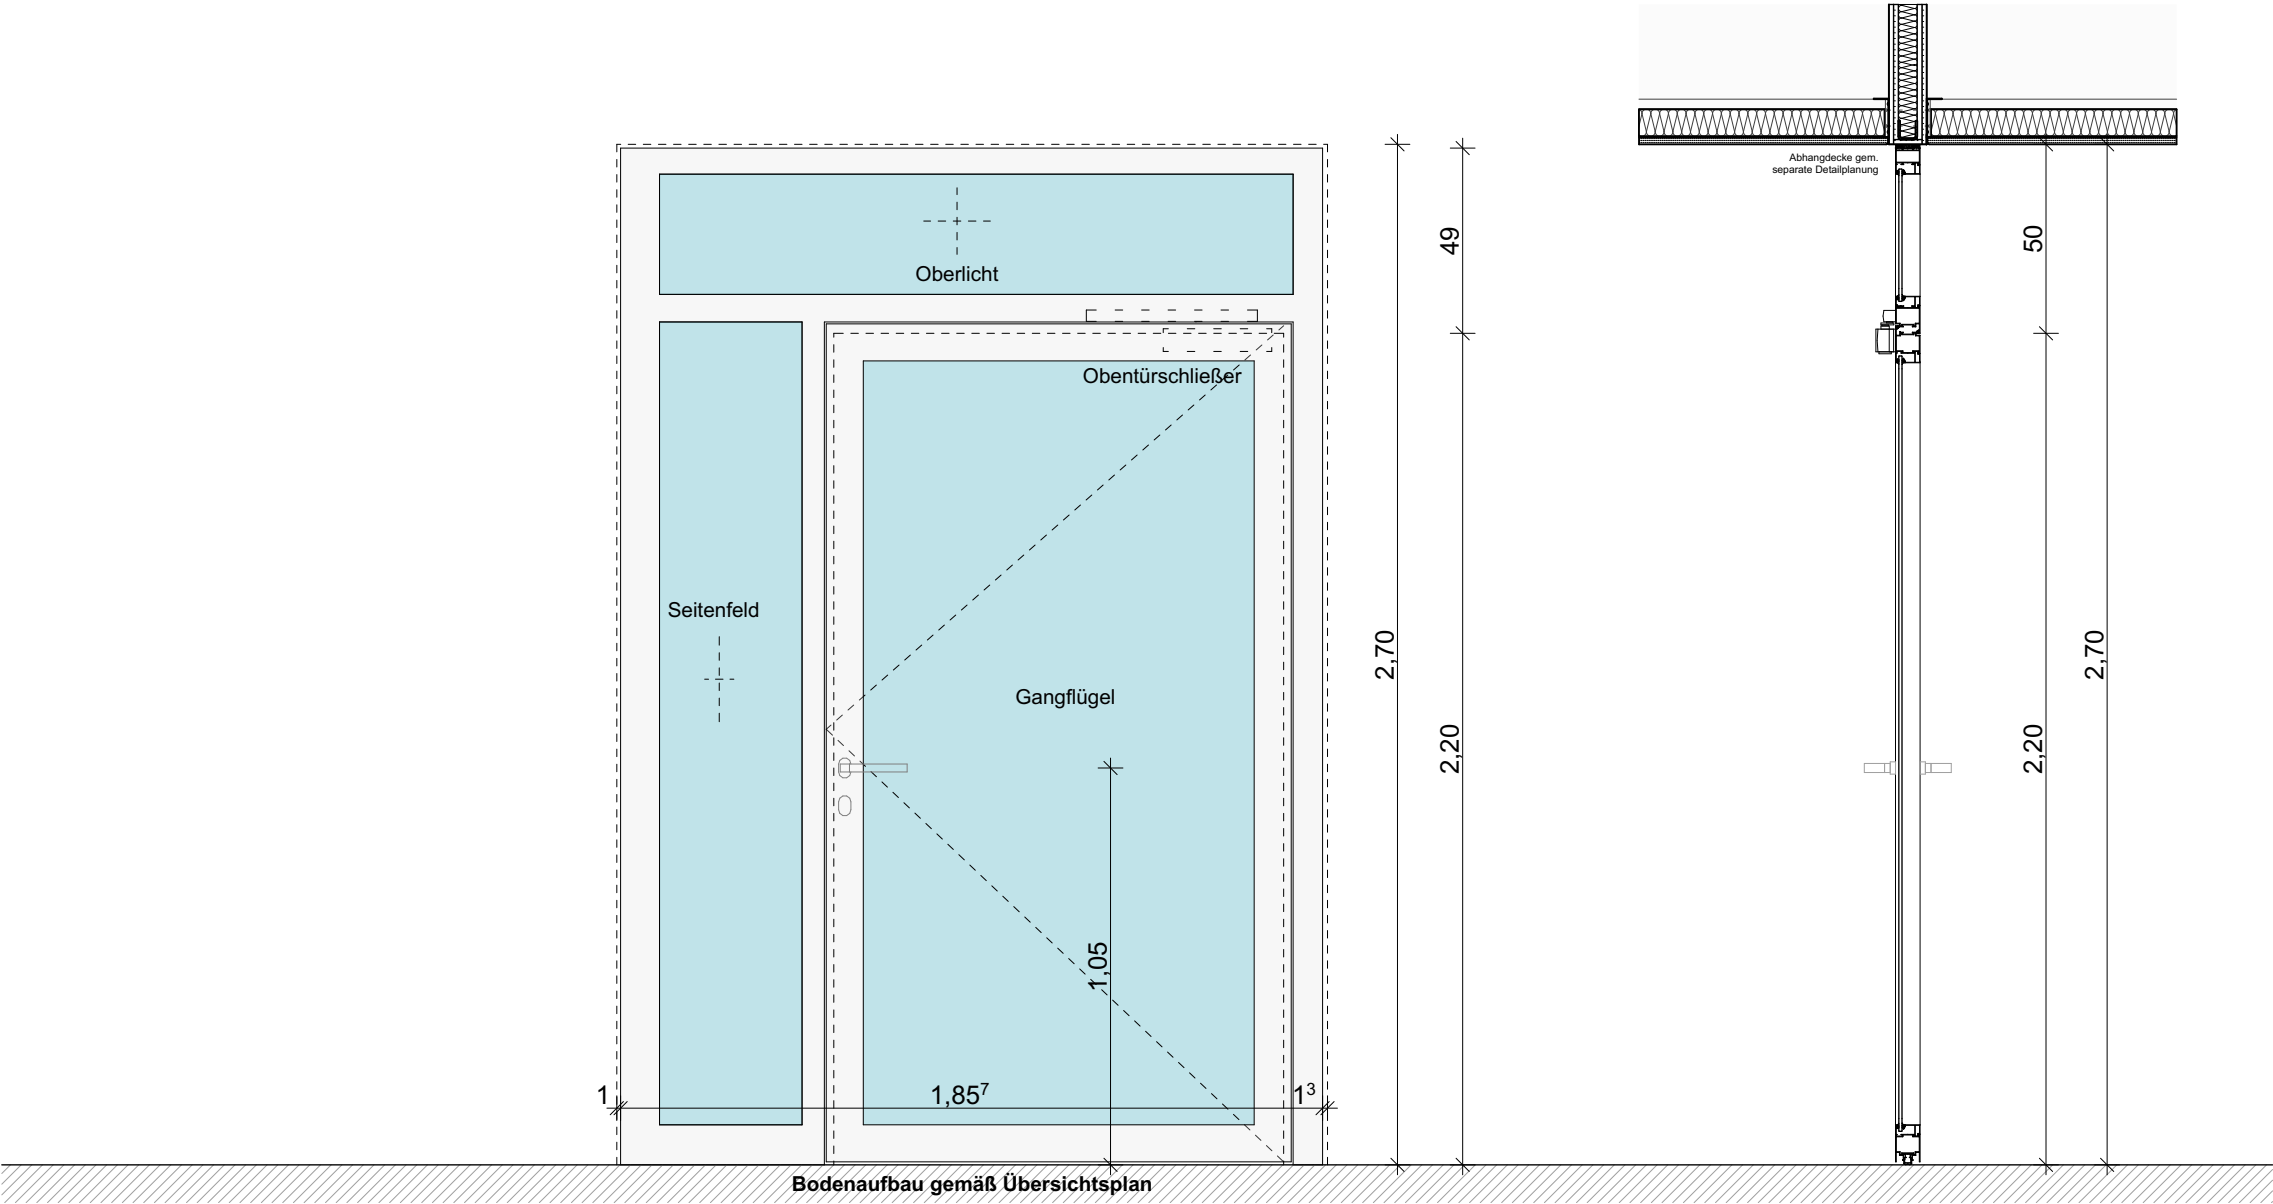 Abhangdecke gem.
separate Detailplanung
49
50
Oberlicht
Obentürschließer
Seitenfeld
2,70
2,70
Gangflügel
2,20
2,20
1,05
1
1,85⁷
1³
Bodenaufbau gemäß Übersichtsplan